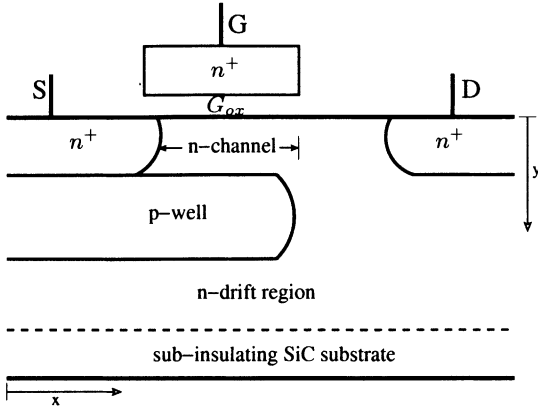 G
n+
S
D
Gox
n+
n-channel
n+
y
p-well
n-drift region
sub-insulating SiC substrate
x